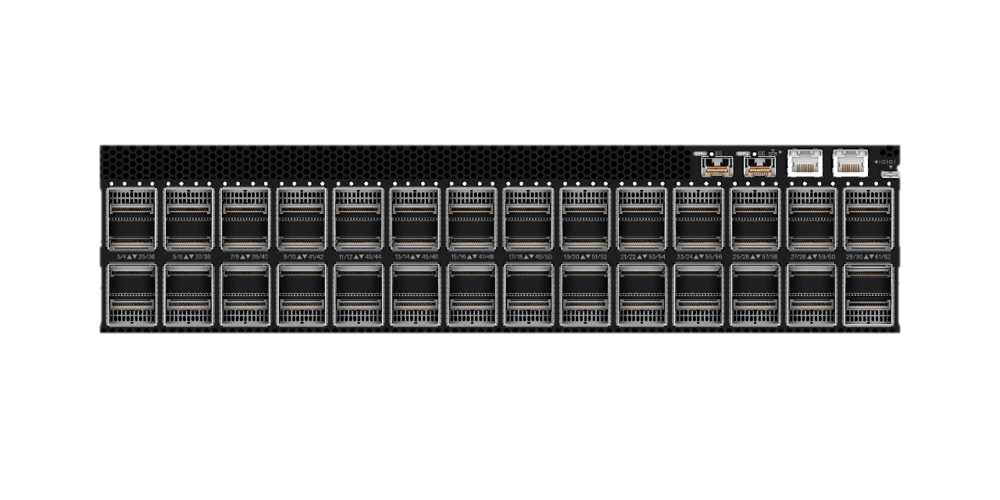 SFP+ 65 SFP+ 66
IOIOI
3/4 ▲▼ 35/36 5/6 ▲▼ 37/38 7/8 ▲▼ 39/40 9/10 ▲▼ 41/42 11/12 ▲▼ 43/44 13/14 ▲▼ 45/46 15/16 ▲▼ 47/48 17/18 ▲▼ 49/50 19/20 ▲▼ 51/52 21/22 ▲▼ 53/54 23/24 ▲▼ 55/56 25/26 ▲▼ 57/58 27/28 ▲▼ 59/60 29/30 ▲▼ 61/62